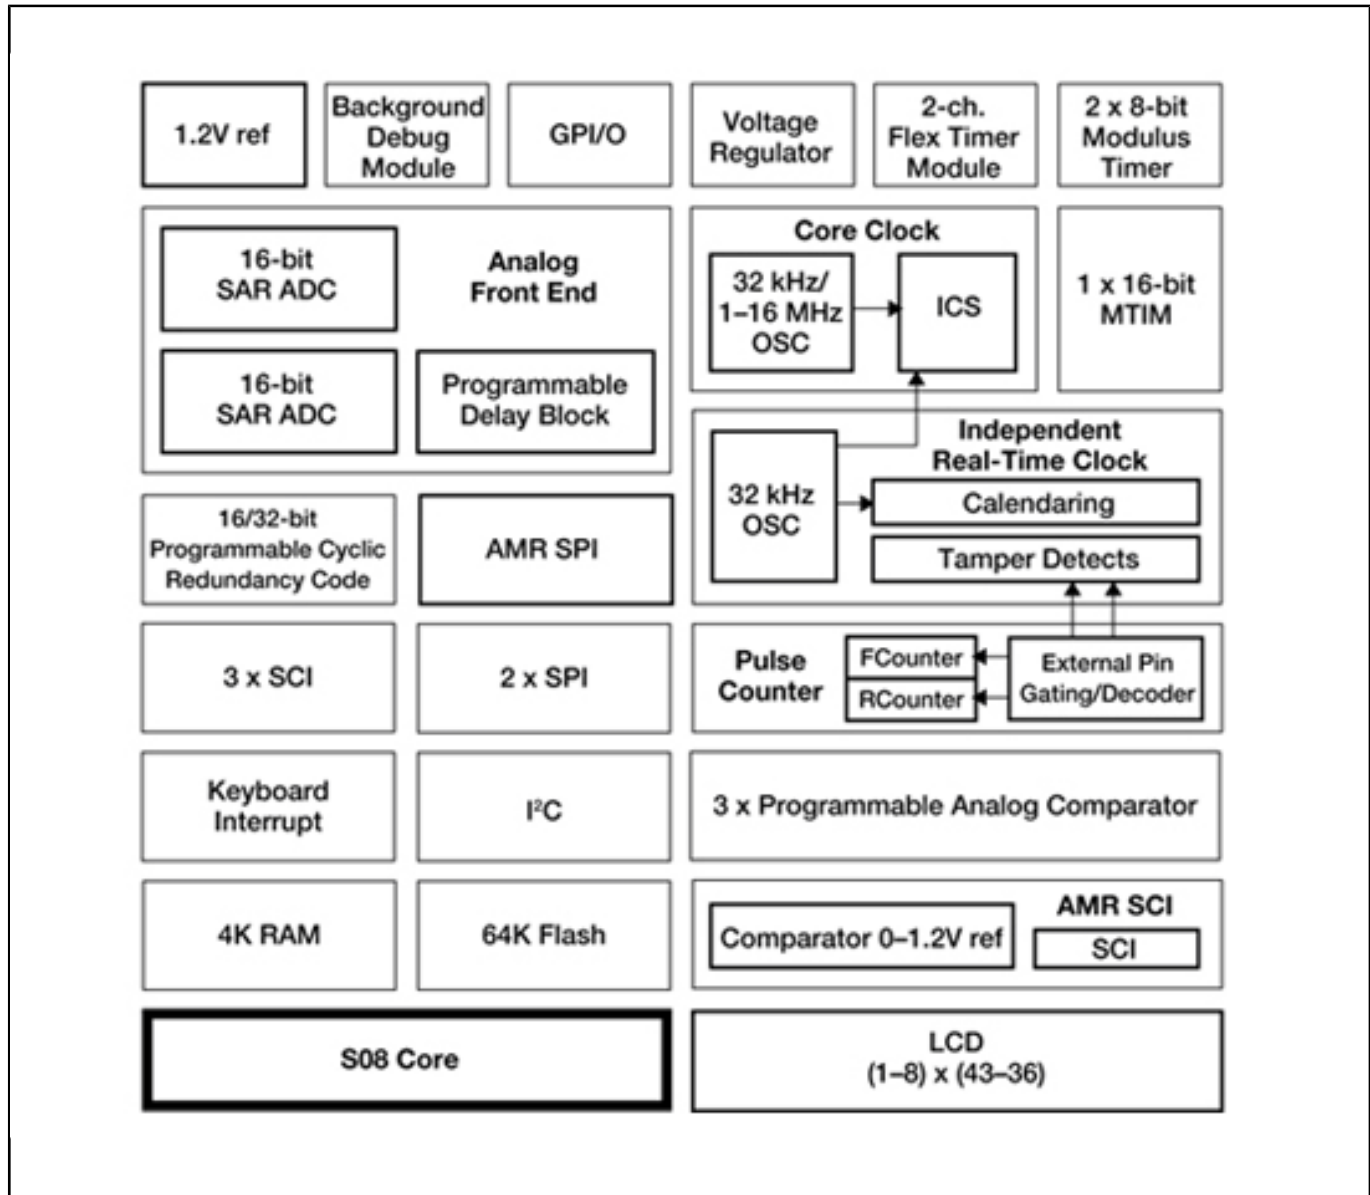 1.2V ref
Background
Debug
Module
GPI/O
Voltage
Regulator
2-ch.
Flex Timer
Module
2 x 8-bit
Modulus
Timer
16-bit
SAR ADC
Analog
Front End
16-bit
SAR ADC
Programmable
Delay Block
Core Clock
32 kHz/
1–16 MHz
OSC
ICS
1 x 16-bit
MTIM
Independent
Real-Time Clock
32 kHz
OSC
Calendaring
Tamper Detects
16/32-bit
Programmable Cyclic
Redundancy Code
AMR SPI
3 x SCI
2 x SPI
Pulse
Counter
FCounter
RCounter
External Pin
Gating/Decoder
Keyboard
Interrupt
I²C
3 x Programmable Analog Comparator
4K RAM
64K Flash
AMR SCI
Comparator 0–1.2V ref
SCI
S08 Core
LCD
(1–8) x (43–36)